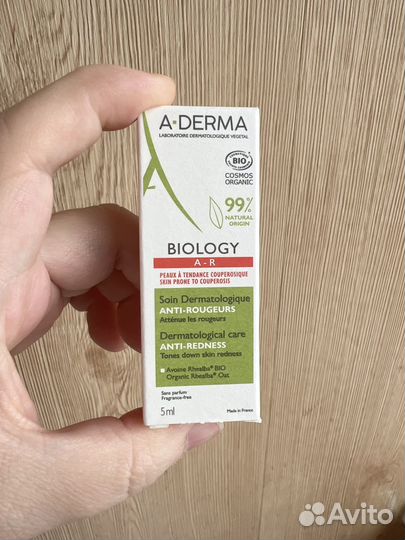 A-DERMA
LABORATOIRE DERMATOLOGIQUE VÉGÉTAL
BIO
COSMOS
ORGANIC
99%
NATURAL
ORIGIN
BIOLOGY
A-R
PEAUX À TENDANCE COUPEROSIQUE
SKIN PRONE TO COUPEROSIS
Soin Dermatologique
ANTI-ROUGEURS
Atténue les rougeurs
Dermatological care
ANTI-REDNESS
Tones down skin redness
Avoine Rhealba® BIO
Organic Rhealba® Oat
Sans parfum
Fragrance-free
5ml
Made in France
Avito